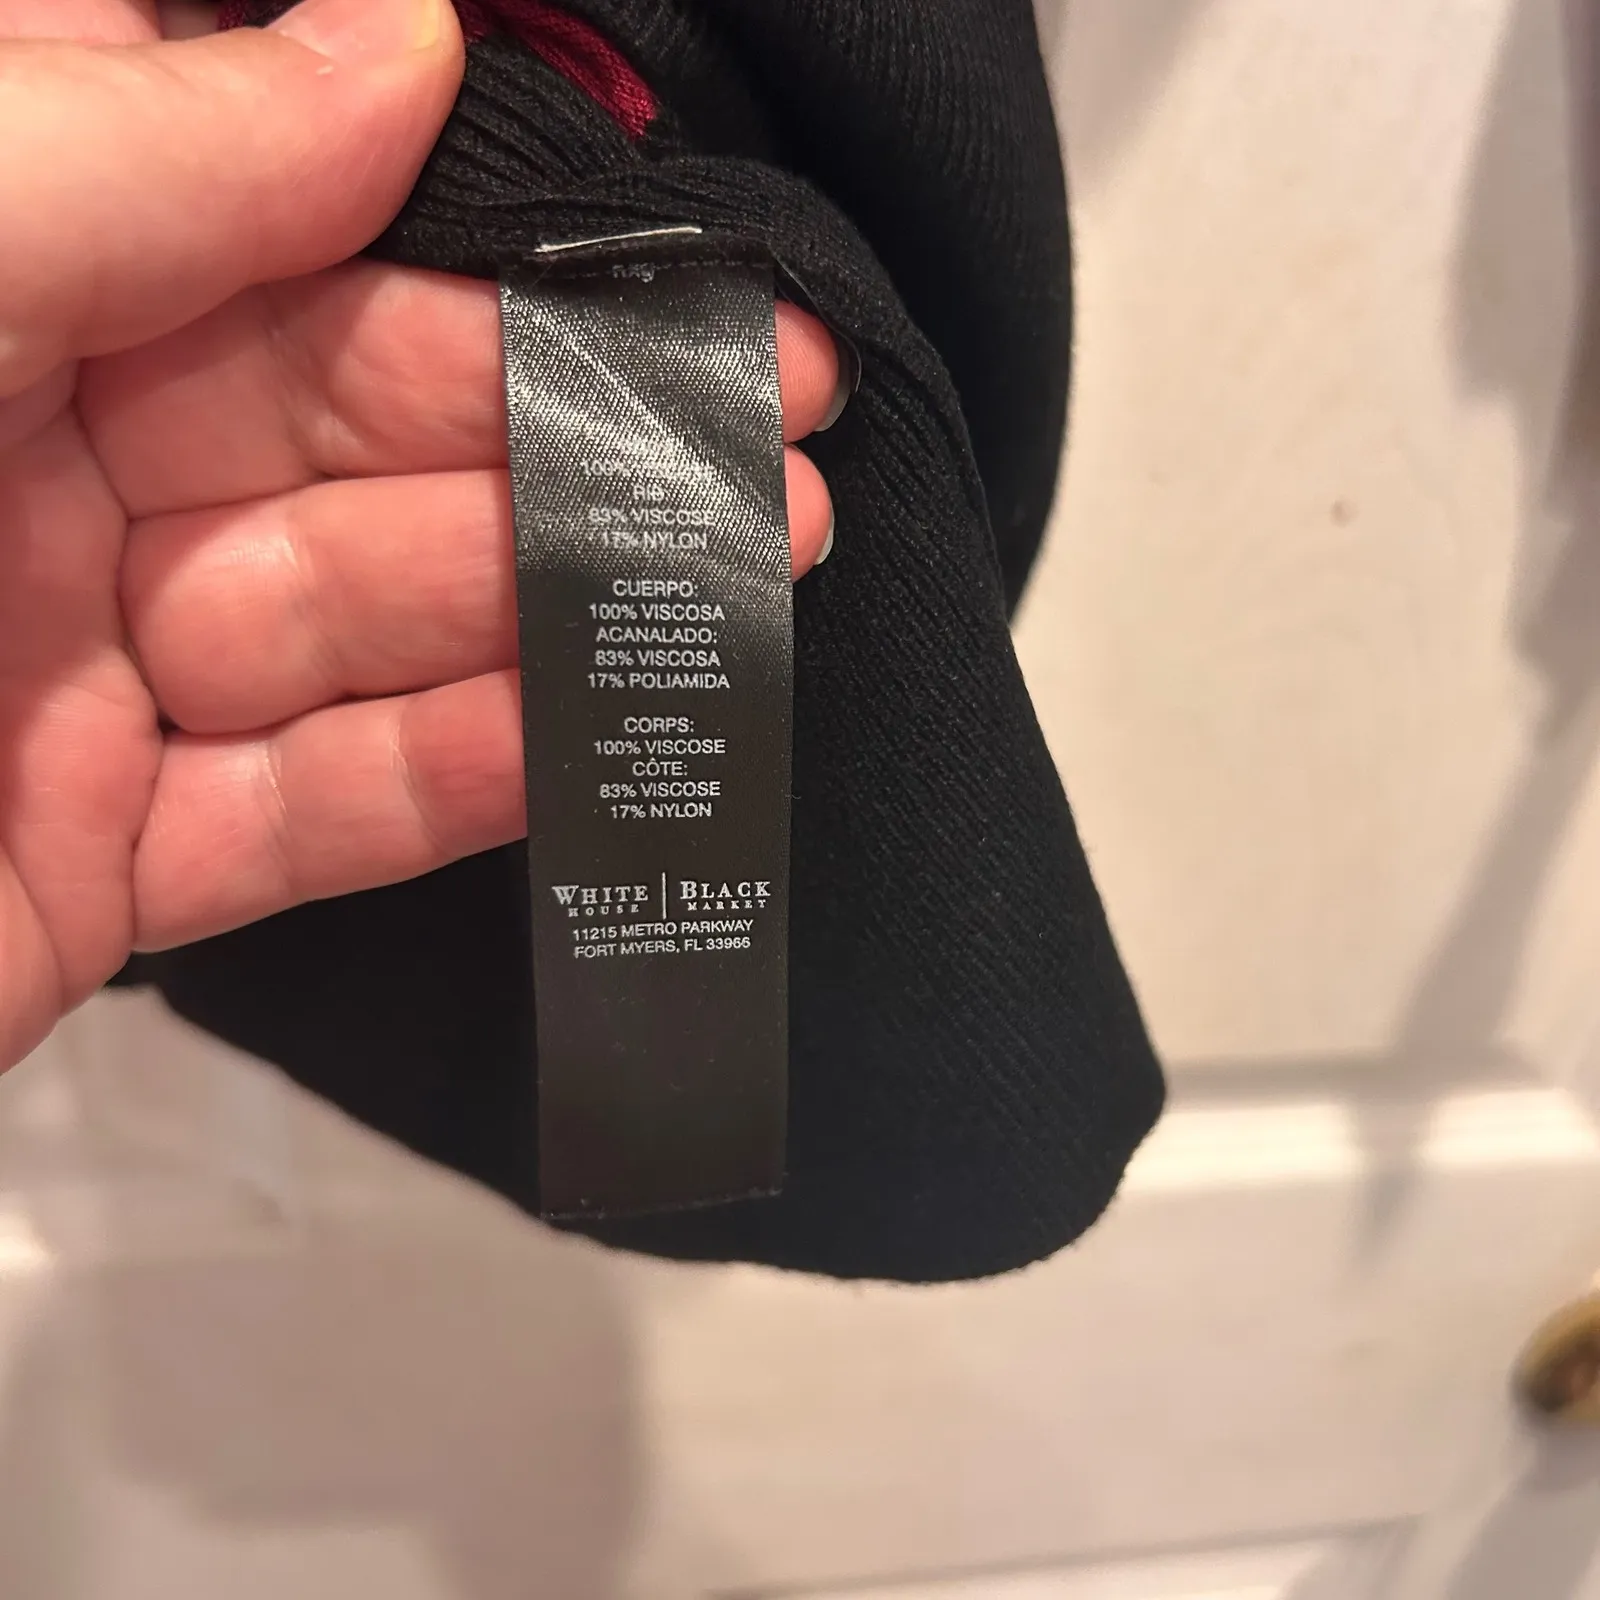 100%
RIB
83% VISCOSE
17% NYLON
CUERPO:
100% VISCOSA
ACANALADO:
83% VISCOSA
17% POLIAMIDA
CORPS:
100% VISCOSE
CÔTE:
83% VISCOSE
17% NYLON
WHITE HOUSE | BLACK MARKET
11215 METRO PARKWAY
FORT MYERS, FL 33966